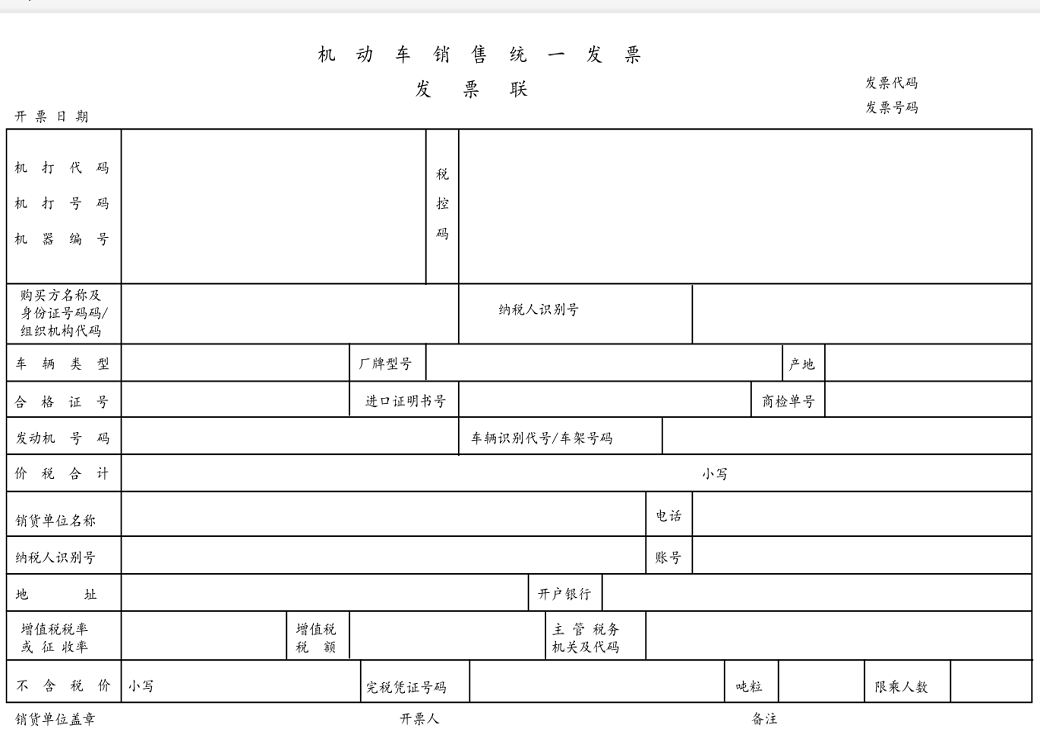 机动车销售统一发票
发票联
发票代码
发票号码
开票日期
机打代码
机打号码
机器编号
税
控
码
购买方名称及
身份证号码码/
组织机构代码
纳税人识别号
车辆类型
厂牌型号
产地
合格证号
进口证明书号
商检单号
发动机号码
车辆识别代号/车架号码
价税合计
小写
销货单位名称
电话
纳税人识别号
账号
地址
开户银行
增值税税率
或征收率
增值税
税额
主管税务
机关及代码
不含税价
小写
完税凭证号码
吨粒
限乘人数
销货单位盖章
开票人
备注